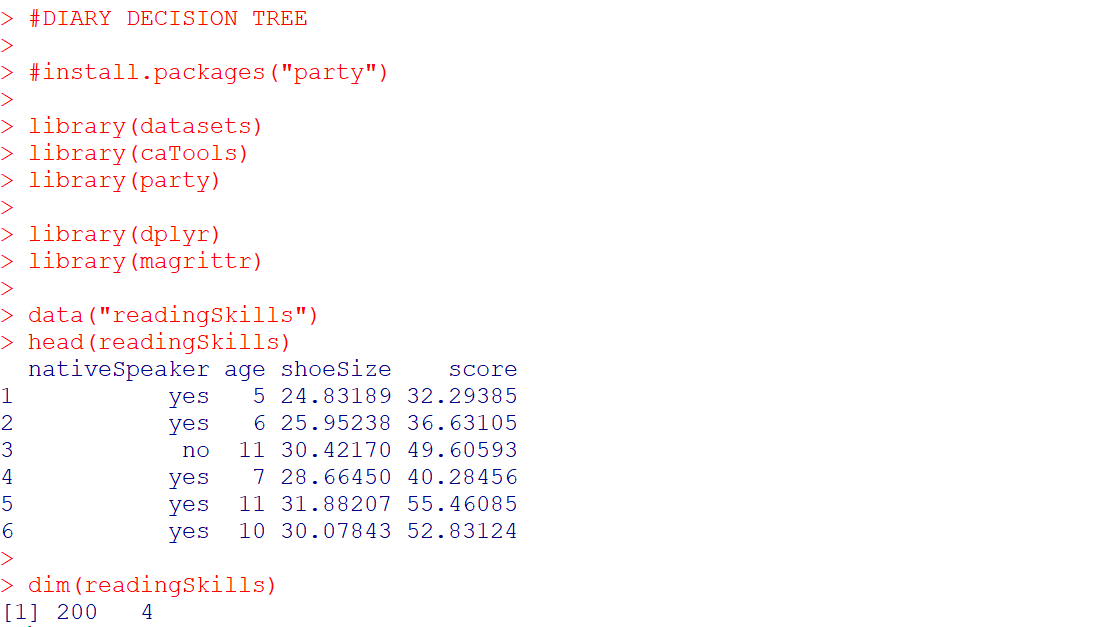 > #DIARY DECISION TREE
>
> #install.packages("party")
>
> library(datasets)
> library(caTools)
> library(party)
>
> library(dplyr)
> library(magrittr)
>
> data("readingSkills")
> head(readingSkills)
  nativeSpeaker age shoeSize    score
1           yes   5 24.83189 32.29385
2           yes   6 25.95238 36.63105
3            no  11 30.42170 49.60593
4           yes   7 28.66450 40.28456
5           yes  11 31.88207 55.46085
6           yes  10 30.07843 52.83124
>
> dim(readingSkills)
[1] 200   4